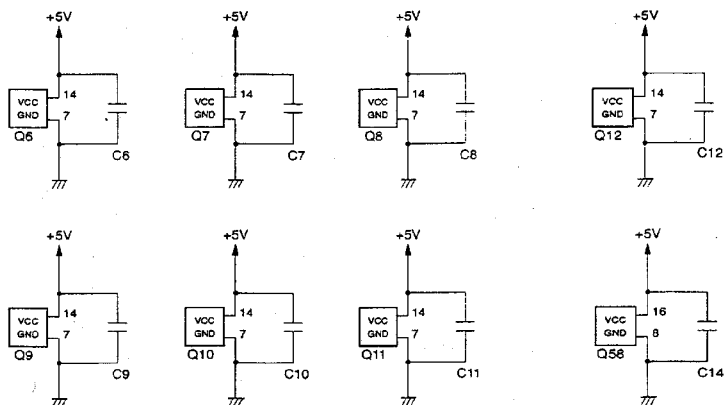 +5V +5V +5V +5V
VCC 14 VCC 14 VCC 14 VCC 14
GND 7 GND 7 GND 7 GND 7
Q6 C6 Q7 C7 Q8 C8 Q12 C12
+5V +5V +5V +5V
VCC 14 VCC 14 VCC 14 VCC 16
GND 7 GND 7 GND 7 GND 8
Q9 C9 Q10 C10 Q11 C11 Q58 C14